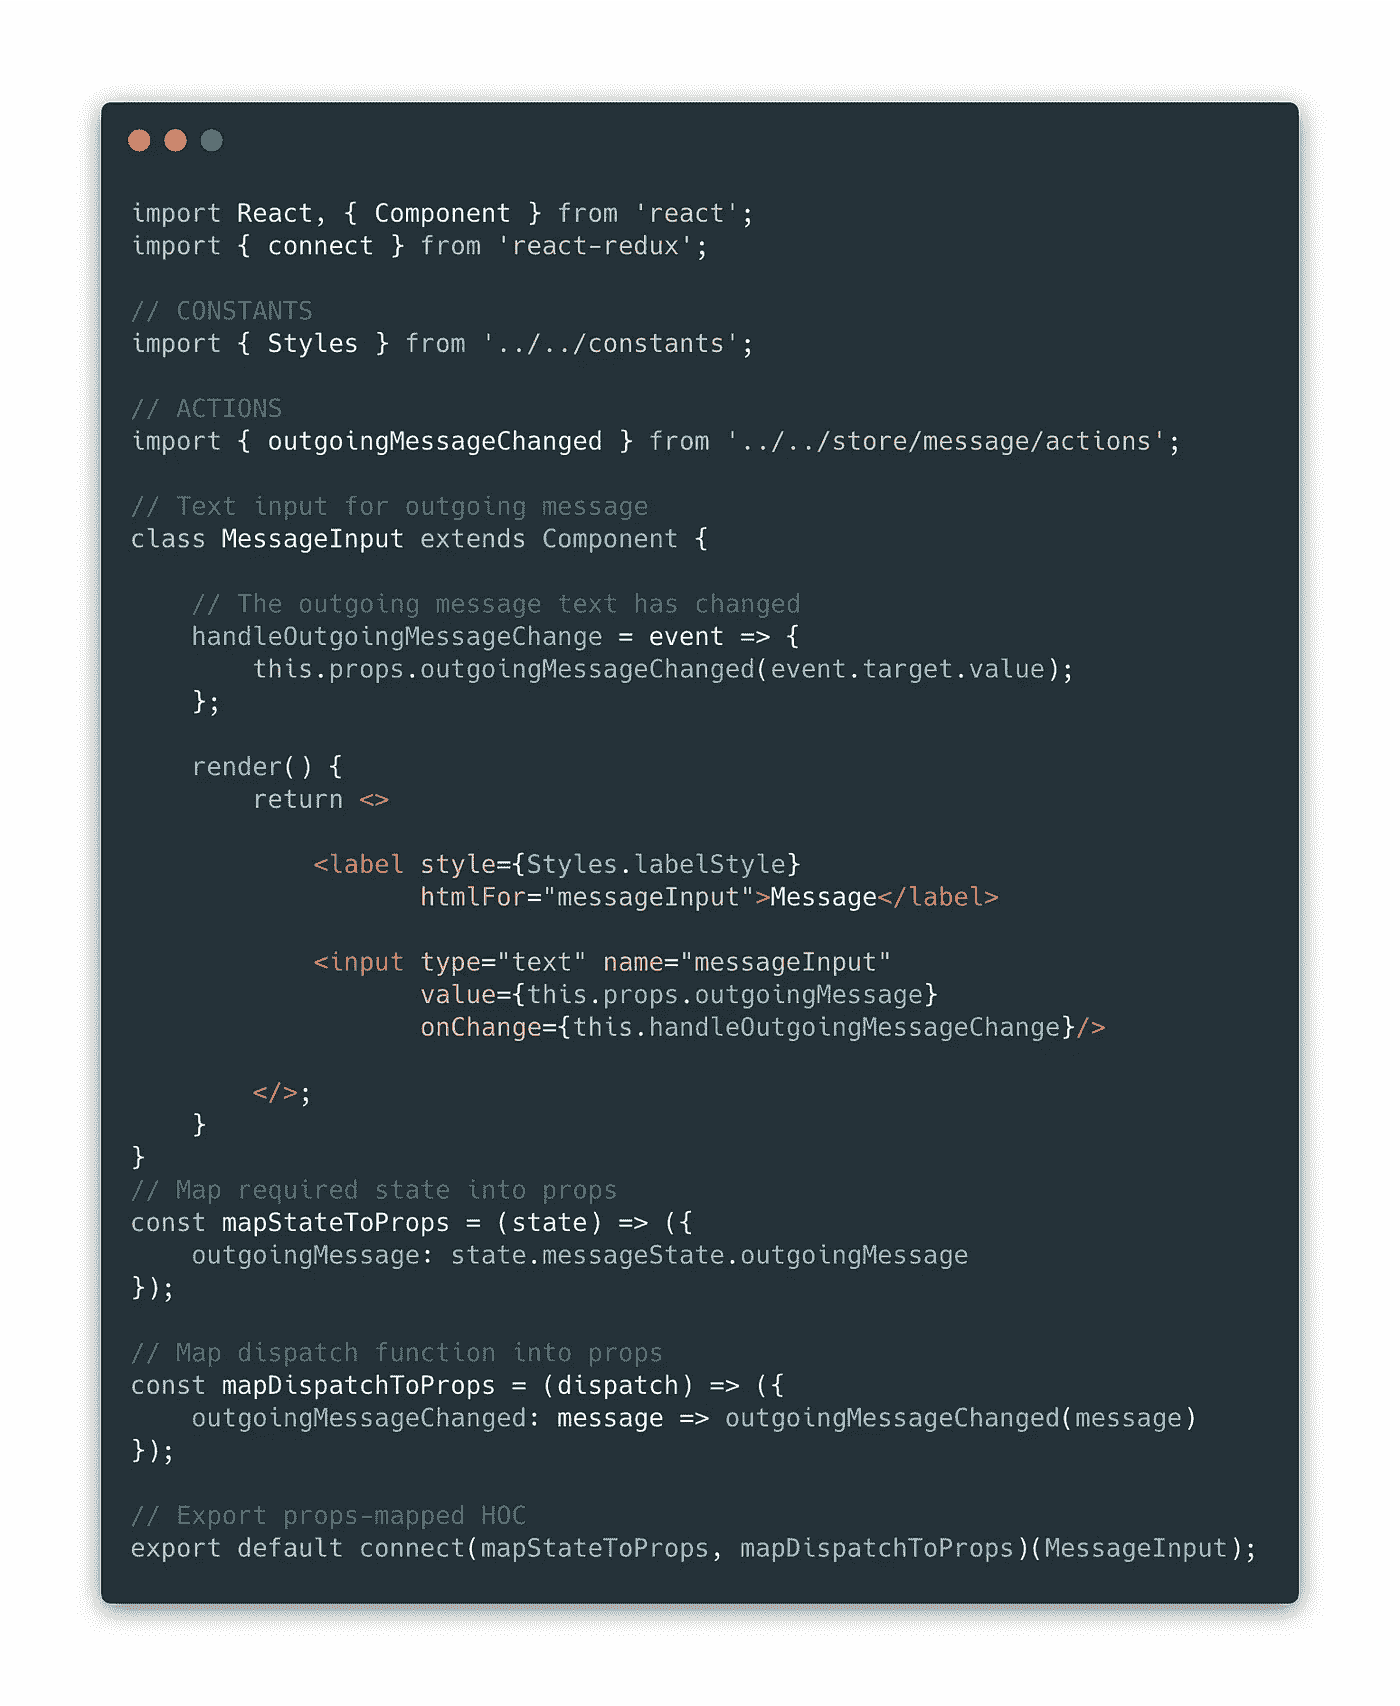 import React, { Component } from 'react';
import { connect } from 'react-redux';
// CONSTANTS
import { Styles } from '../../constants';
// ACTIONS
import { outgoingMessageChanged } from '../../store/message/actions';
// Text input for outgoing message
class MessageInput extends Component {
// The outgoing message text has changed
handleOutgoingMessageChange = event => {
this.props.outgoingMessageChanged(event.target.value);
};
render() {
return <>
<label style={Styles.labelStyle}
htmlFor="messageInput">Message</label>
<input type="text" name="messageInput"
value={this.props.outgoingMessage}
onChange={this.handleOutgoingMessageChange}/>
</>;
}
}
// Map required state into props
const mapStateToProps = (state) => ({
outgoingMessage: state.messageState.outgoingMessage
});
// Map dispatch function into props
const mapDispatchToProps = (dispatch) => ({
outgoingMessageChanged: message => outgoingMessageChanged(message)
});
// Export props-mapped HOC
export default connect(mapStateToProps, mapDispatchToProps)(MessageInput);